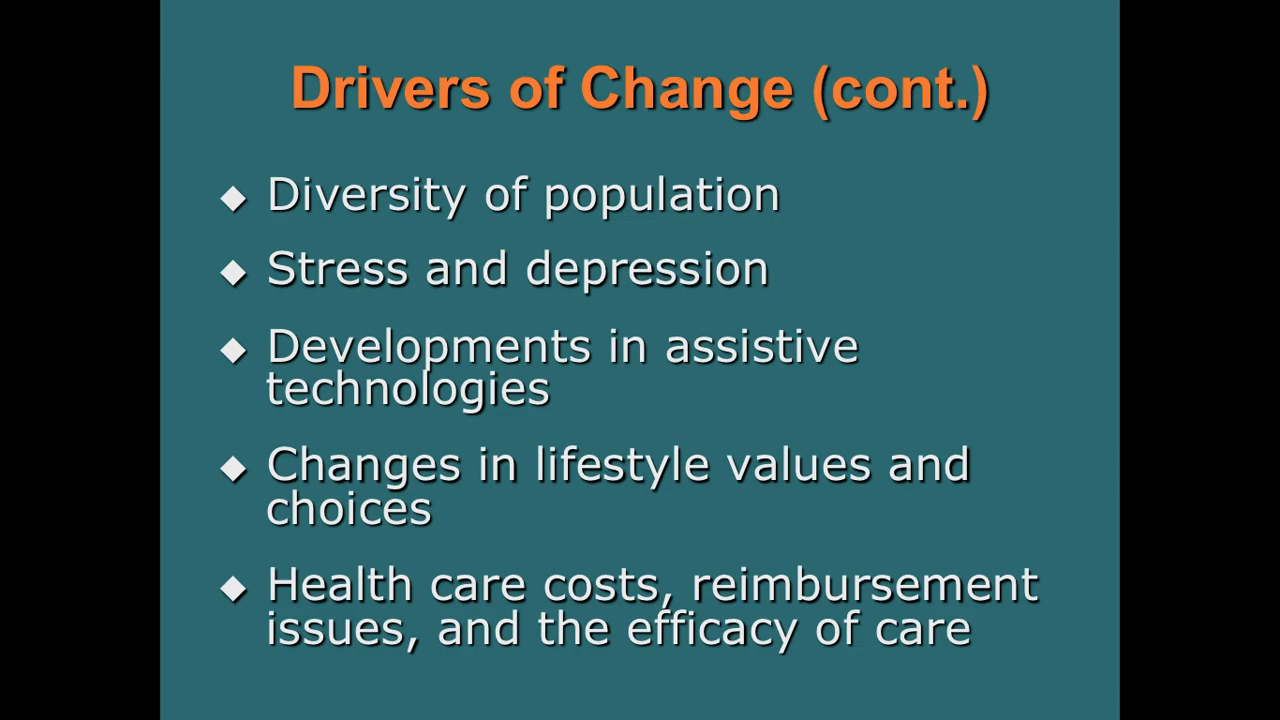 Drivers of Change (cont.)
◆ Diversity of population
◆ Stress and depression
◆ Developments in assistive
technologies
◆ Changes in lifestyle values and
choices
◆ Health care costs, reimbursement
issues, and the efficacy of care